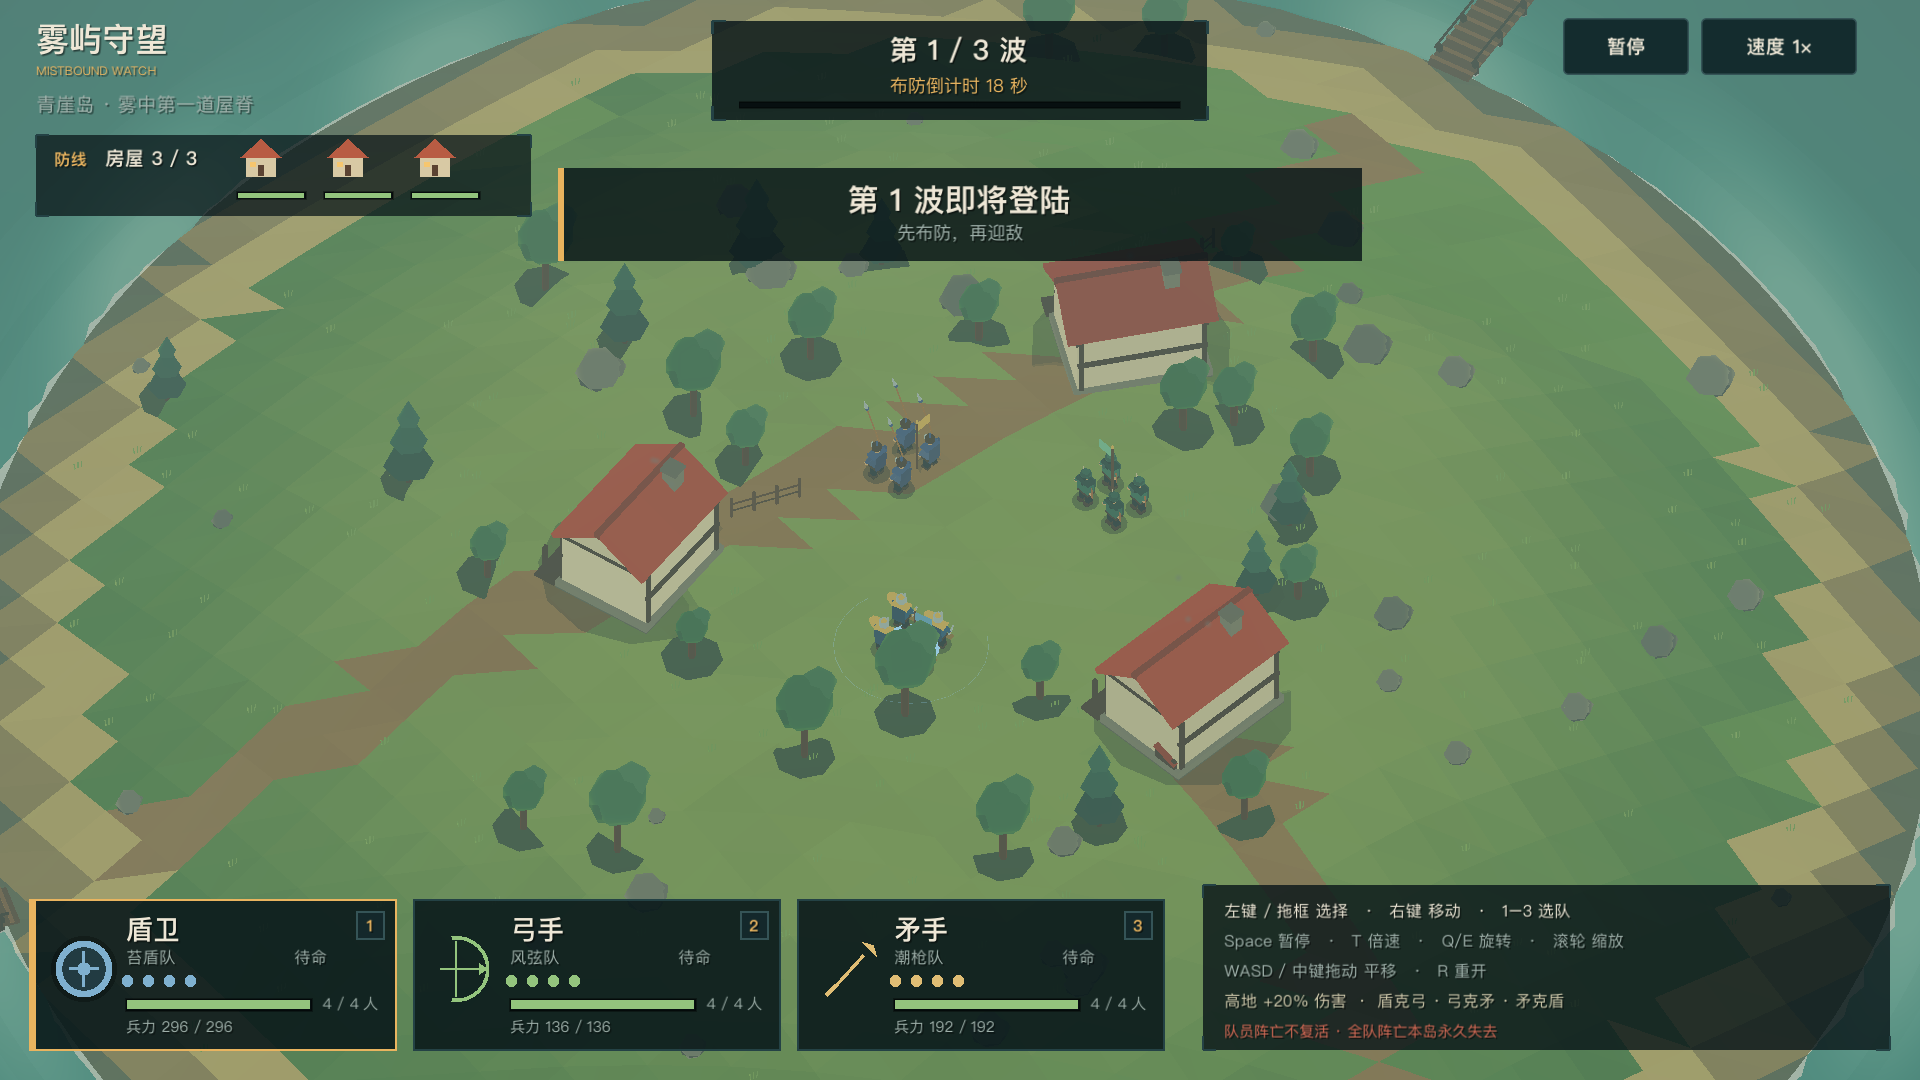 雾屿守望
MISTBOUND WATCH
青崖岛 · 雾中第一道屋脊
防线 房屋 3 / 3
第 1 / 3 波
布防倒计时 18 秒
暂停
速度 1×
第 1 波即将登陆
先布防，再迎敌
盾卫
1
苔盾队 待命
4 / 4 人
兵力 296 / 296
弓手
2
风弦队 待命
4 / 4 人
兵力 136 / 136
矛手
3
潮枪队 待命
4 / 4 人
兵力 192 / 192
左键 / 拖框 选择 · 右键 移动 · 1—3 选队
Space 暂停 · T 倍速 · Q/E 旋转 · 滚轮 缩放
WASD / 中键拖动 平移 · R 重开
高地 +20% 伤害 · 盾克弓 · 弓克矛 · 矛克盾
队员阵亡不复活 · 全队阵亡本岛永久失去